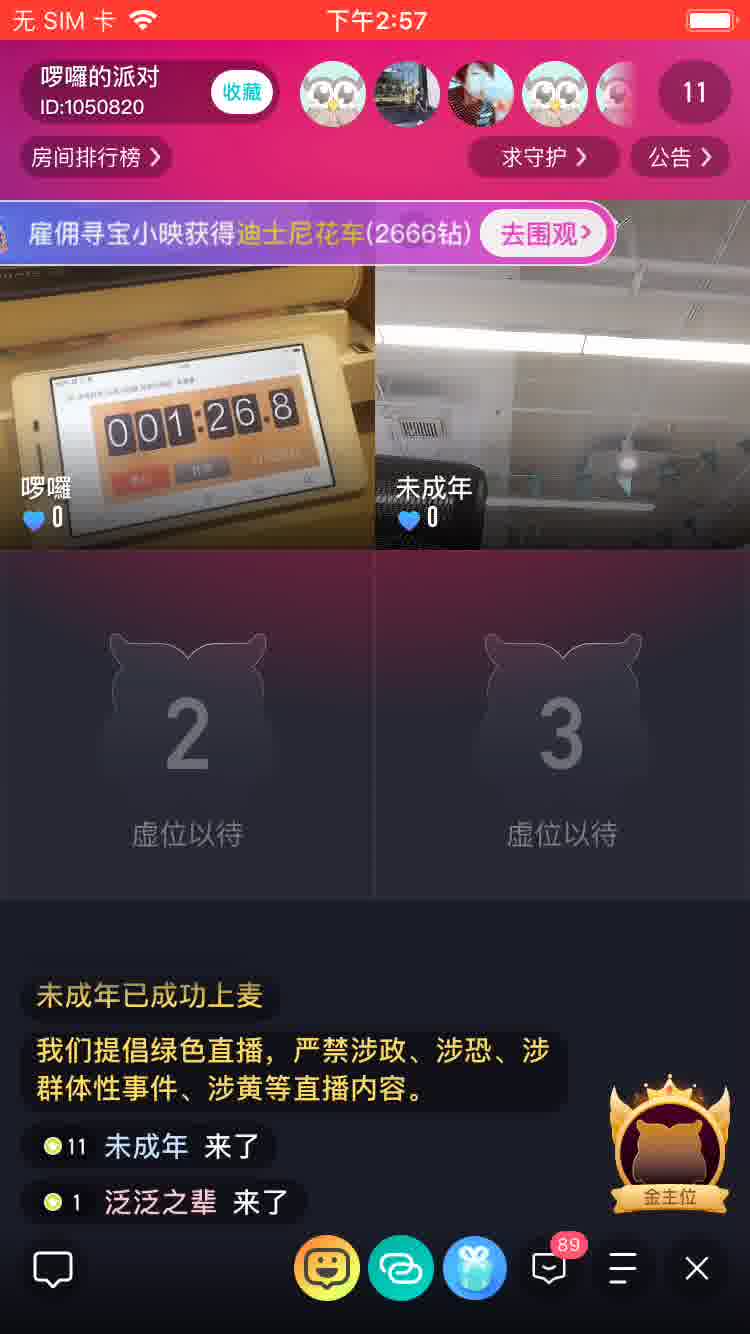 无 SIM 卡
下午2:57
啰囉的派对
ID:1050820
收藏
11
房间排行榜
求守护
公告
雇佣寻宝小映获得迪士尼花车(2666钻)
去围观
001:26.8
啰囉
0
未成年
0
2
虚位以待
3
虚位以待
未成年已成功上麦
我们提倡绿色直播，严禁涉政、涉恐、涉
群体性事件、涉黄等直播内容。
11 未成年 来了
1 泛泛之辈 来了
金主位
89